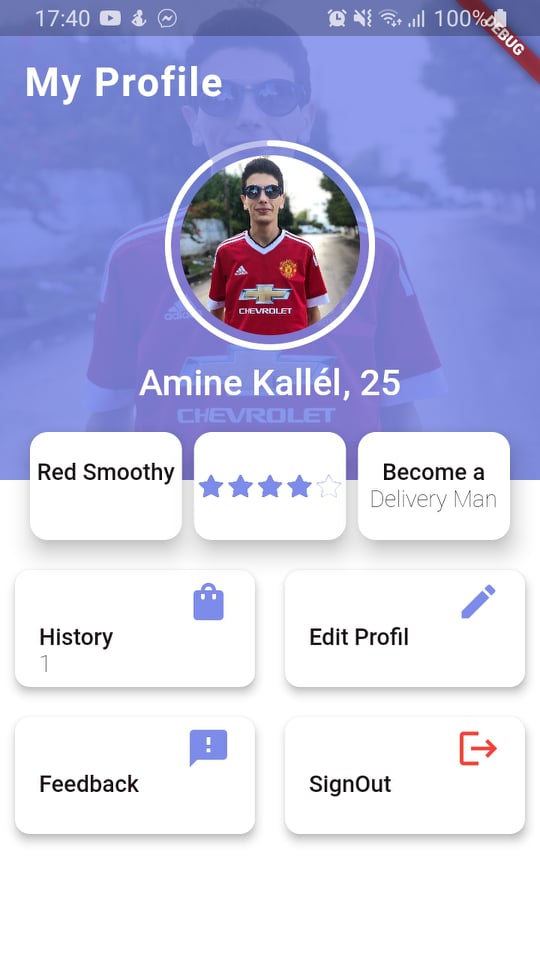 17:40
100%
DEBUG
My Profile
adidas
CHEVROLET
Amine Kallél, 25
CHEVROLET
Red Smoothy
Become a
Delivery Man
History
1
Edit Profil
Feedback
SignOut